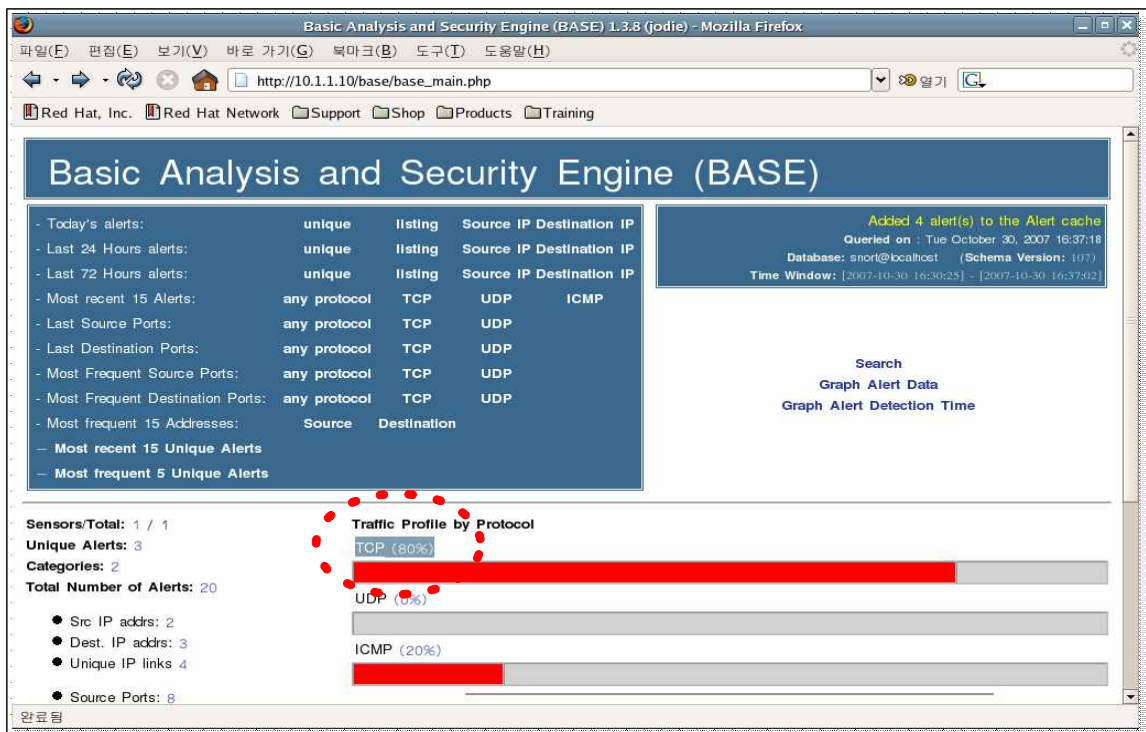 Basic Analysis and Security Engine (BASE) 1.3.8 (jodie) - Mozilla Firefox
파일(F) 편집(E) 보기(V) 바로 가기(G) 북마크(B) 도구(T) 도움말(H)
http://10.1.1.10/base/base_main.php 열기
Red Hat, Inc. Red Hat Network Support Shop Products Training
Basic Analysis and Security Engine (BASE)
- Today's alerts: unique listing Source IP Destination IP
- Last 24 Hours alerts: unique listing Source IP Destination IP
- Last 72 Hours alerts: unique listing Source IP Destination IP
- Most recent 15 Alerts: any protocol TCP UDP ICMP
- Last Source Ports: any protocol TCP UDP
- Last Destination Ports: any protocol TCP UDP
- Most Frequent Source Ports: any protocol TCP UDP
- Most Frequent Destination Ports: any protocol TCP UDP
- Most frequent 15 Addresses: Source Destination
– Most recent 15 Unique Alerts
– Most frequent 5 Unique Alerts
Added 4 alert(s) to the Alert cache
Queried on : Tue October 30, 2007 16:37:18
Database: snort@localhost (Schema Version: 107)
Time Window: [2007-10-30 16:30:25] - [2007-10-30 16:37:02]
Search
Graph Alert Data
Graph Alert Detection Time
Sensors/Total: 1 / 1
Unique Alerts: 3
Categories: 2
Total Number of Alerts: 20
Src IP addrs: 2
Dest. IP addrs: 3
Unique IP links 4
Source Ports: 8
Traffic Profile by Protocol
TCP (80%)
UDP (0%)
ICMP (20%)
완료됨